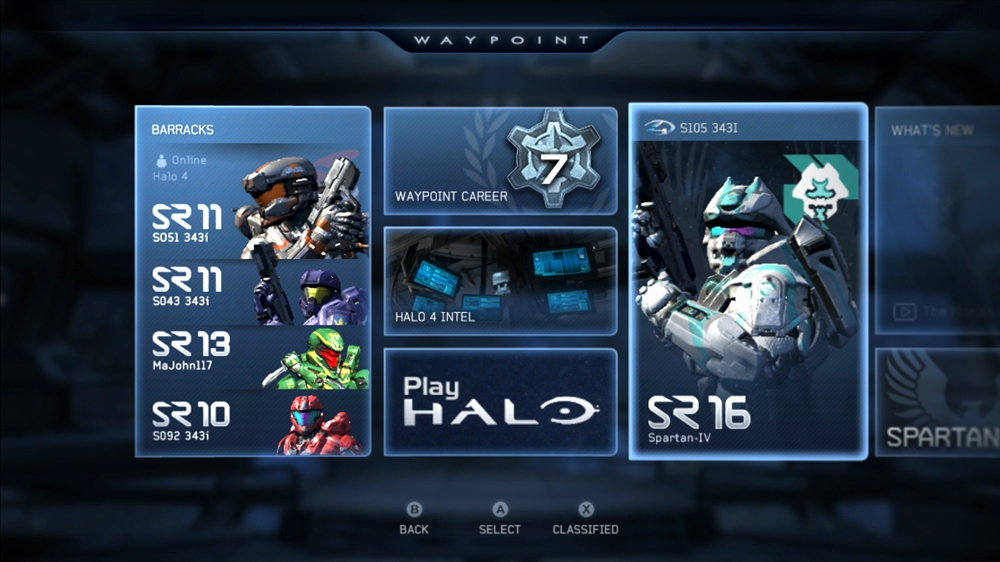 WAYPOINT
BARRACKS
Online
Halo 4
SR 11
S051 343i
SR 11
S043 343i
SR 13
MaJohn117
SR 10
S092 343i
7
WAYPOINT CAREER
HALO 4 INTEL
Play
HALO
S105 343I
SR 16
Spartan-IV
WHAT'S NEW
The
SPARTAN
B
BACK
A
SELECT
X
CLASSIFIED